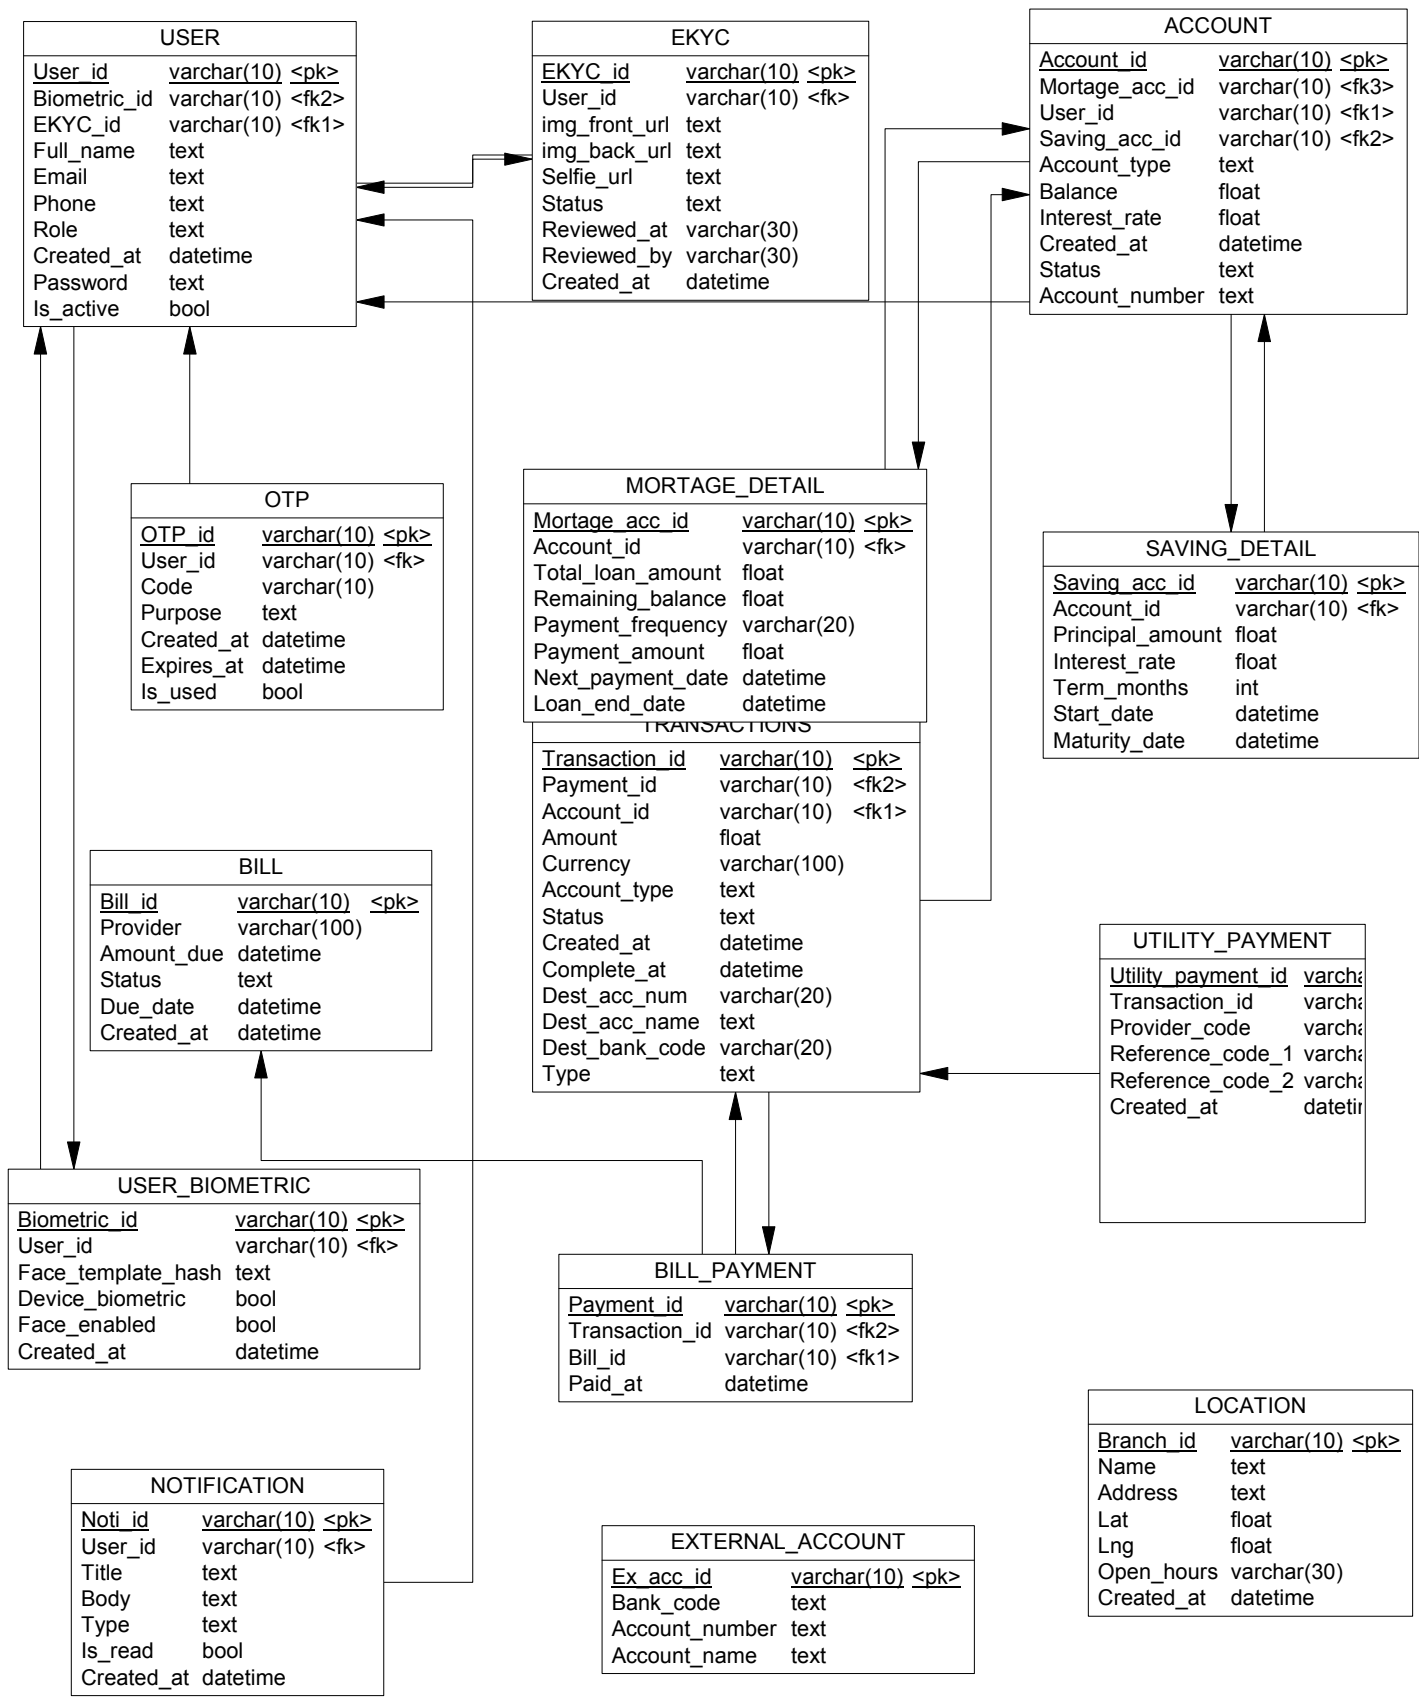 USER
User_id varchar(10) <pk>
Biometric_id varchar(10) <fk2>
EKYC_id varchar(10) <fk1>
Full_name text
Email text
Phone text
Role text
Created_at datetime
Password text
Is_active bool
EKYC
EKYC_id varchar(10) <pk>
User_id varchar(10) <fk>
img_front_url text
img_back_url text
Selfie_url text
Status text
Reviewed_at varchar(30)
Reviewed_by varchar(30)
Created_at datetime
ACCOUNT
Account_id varchar(10) <pk>
Mortage_acc_id varchar(10) <fk3>
User_id varchar(10) <fk1>
Saving_acc_id varchar(10) <fk2>
Account_type text
Balance float
Interest_rate float
Created_at datetime
Status text
Account_number text
OTP
OTP_id varchar(10) <pk>
User_id varchar(10) <fk>
Code varchar(10)
Purpose text
Created_at datetime
Expires_at datetime
Is_used bool
MORTAGE_DETAIL
Mortage_acc_id varchar(10) <pk>
Account_id varchar(10) <fk>
Total_loan_amount float
Remaining_balance float
Payment_frequency varchar(20)
Payment_amount float
Next_payment_date datetime
Loan_end_date datetime
SAVING_DETAIL
Saving_acc_id varchar(10) <pk>
Account_id varchar(10) <fk>
Principal_amount float
Interest_rate float
Term_months int
Start_date datetime
Maturity_date datetime
TRANSACTIONS
Transaction_id varchar(10) <pk>
Payment_id varchar(10) <fk2>
Account_id varchar(10) <fk1>
Amount float
Currency varchar(100)
Account_type text
Status text
Created_at datetime
Complete_at datetime
Dest_acc_num varchar(20)
Dest_acc_name text
Dest_bank_code varchar(20)
Type text
BILL
Bill_id varchar(10) <pk>
Provider varchar(100)
Amount_due datetime
Status text
Due_date datetime
Created_at datetime
UTILITY_PAYMENT
Utility_payment_id varcha
Transaction_id varcha
Provider_code varcha
Reference_code_1 varcha
Reference_code_2 varcha
Created_at datetin
USER_BIOMETRIC
Biometric_id varchar(10) <pk>
User_id varchar(10) <fk>
Face_template_hash text
Device_biometric bool
Face_enabled bool
Created_at datetime
BILL_PAYMENT
Payment_id varchar(10) <pk>
Transaction_id varchar(10) <fk2>
Bill_id varchar(10) <fk1>
Paid_at datetime
LOCATION
Branch_id varchar(10) <pk>
Name text
Address text
Lat float
Lng float
Open_hours varchar(30)
Created_at datetime
NOTIFICATION
Noti_id varchar(10) <pk>
User_id varchar(10) <fk>
Title text
Body text
Type text
Is_read bool
Created_at datetime
EXTERNAL_ACCOUNT
Ex_acc_id varchar(10) <pk>
Bank_code text
Account_number text
Account_name text